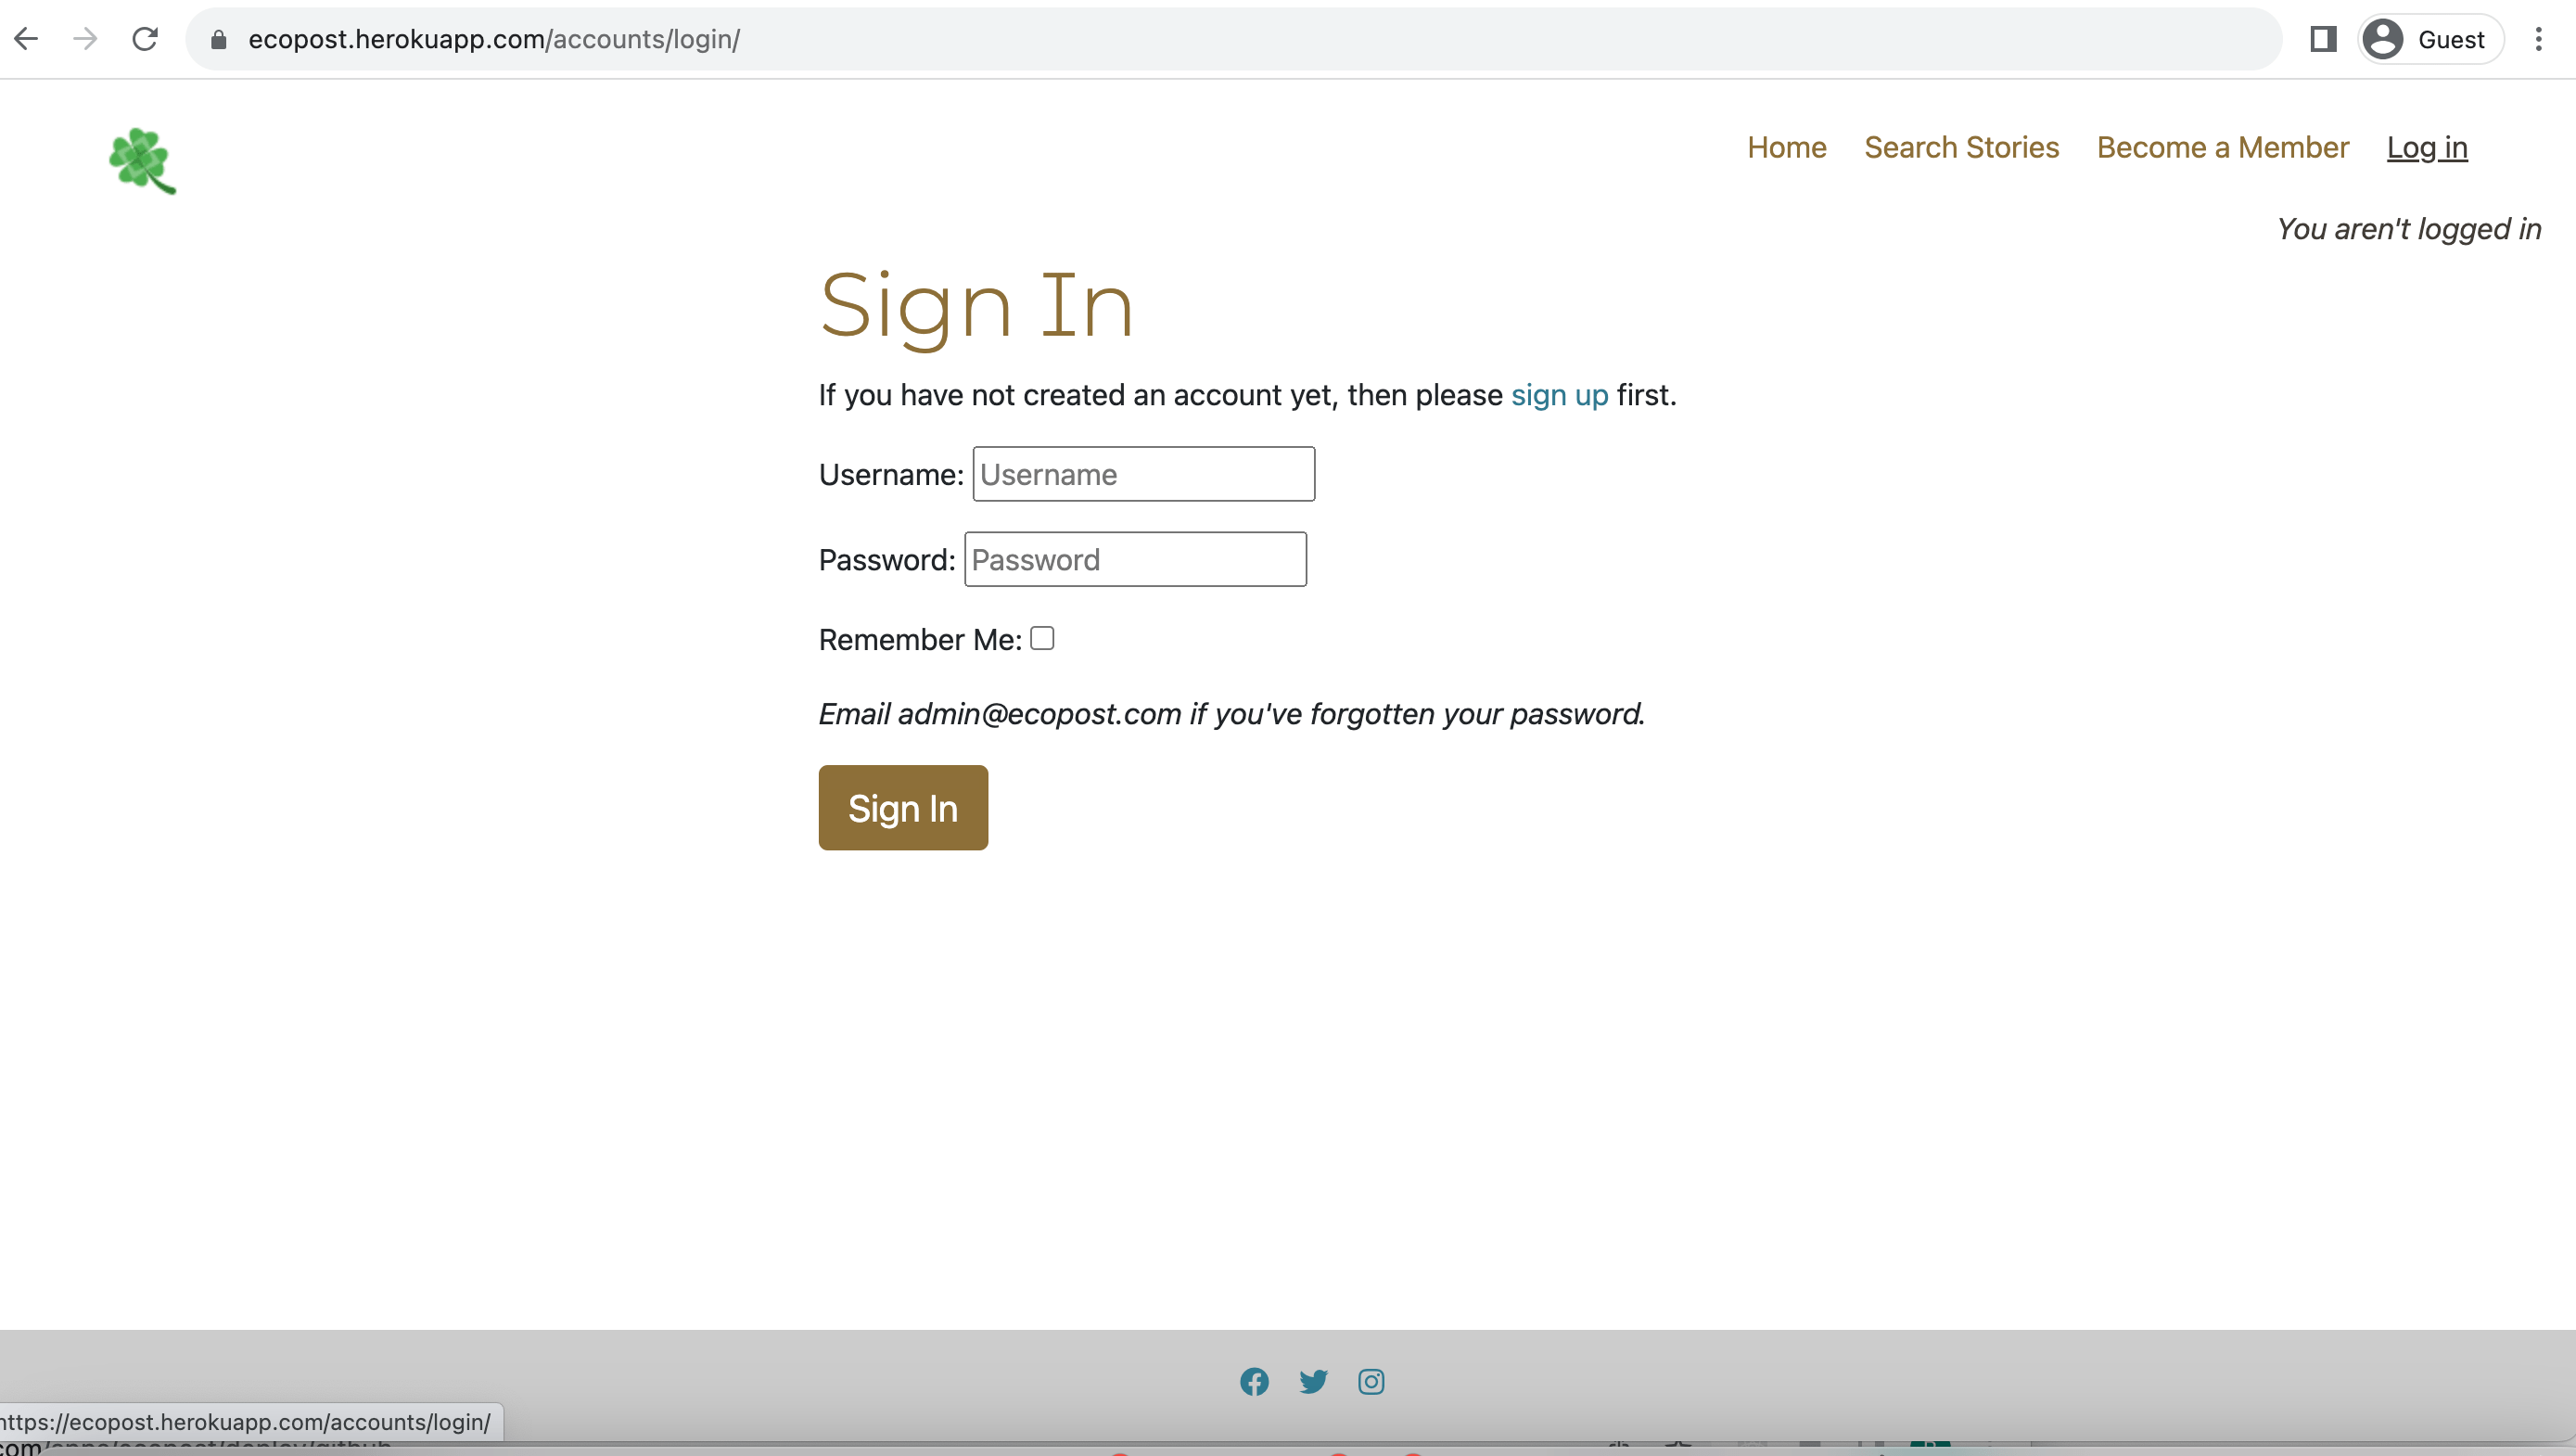 ecopost.herokuapp.com/accounts/login/
Guest
Home Search Stories Become a Member Log in
You aren't logged in
Sign In
If you have not created an account yet, then please sign up first.
Username: Username
Password: Password
Remember Me:
Email admin@ecopost.com if you've forgotten your password.
Sign In
https://ecopost.herokuapp.com/accounts/login/